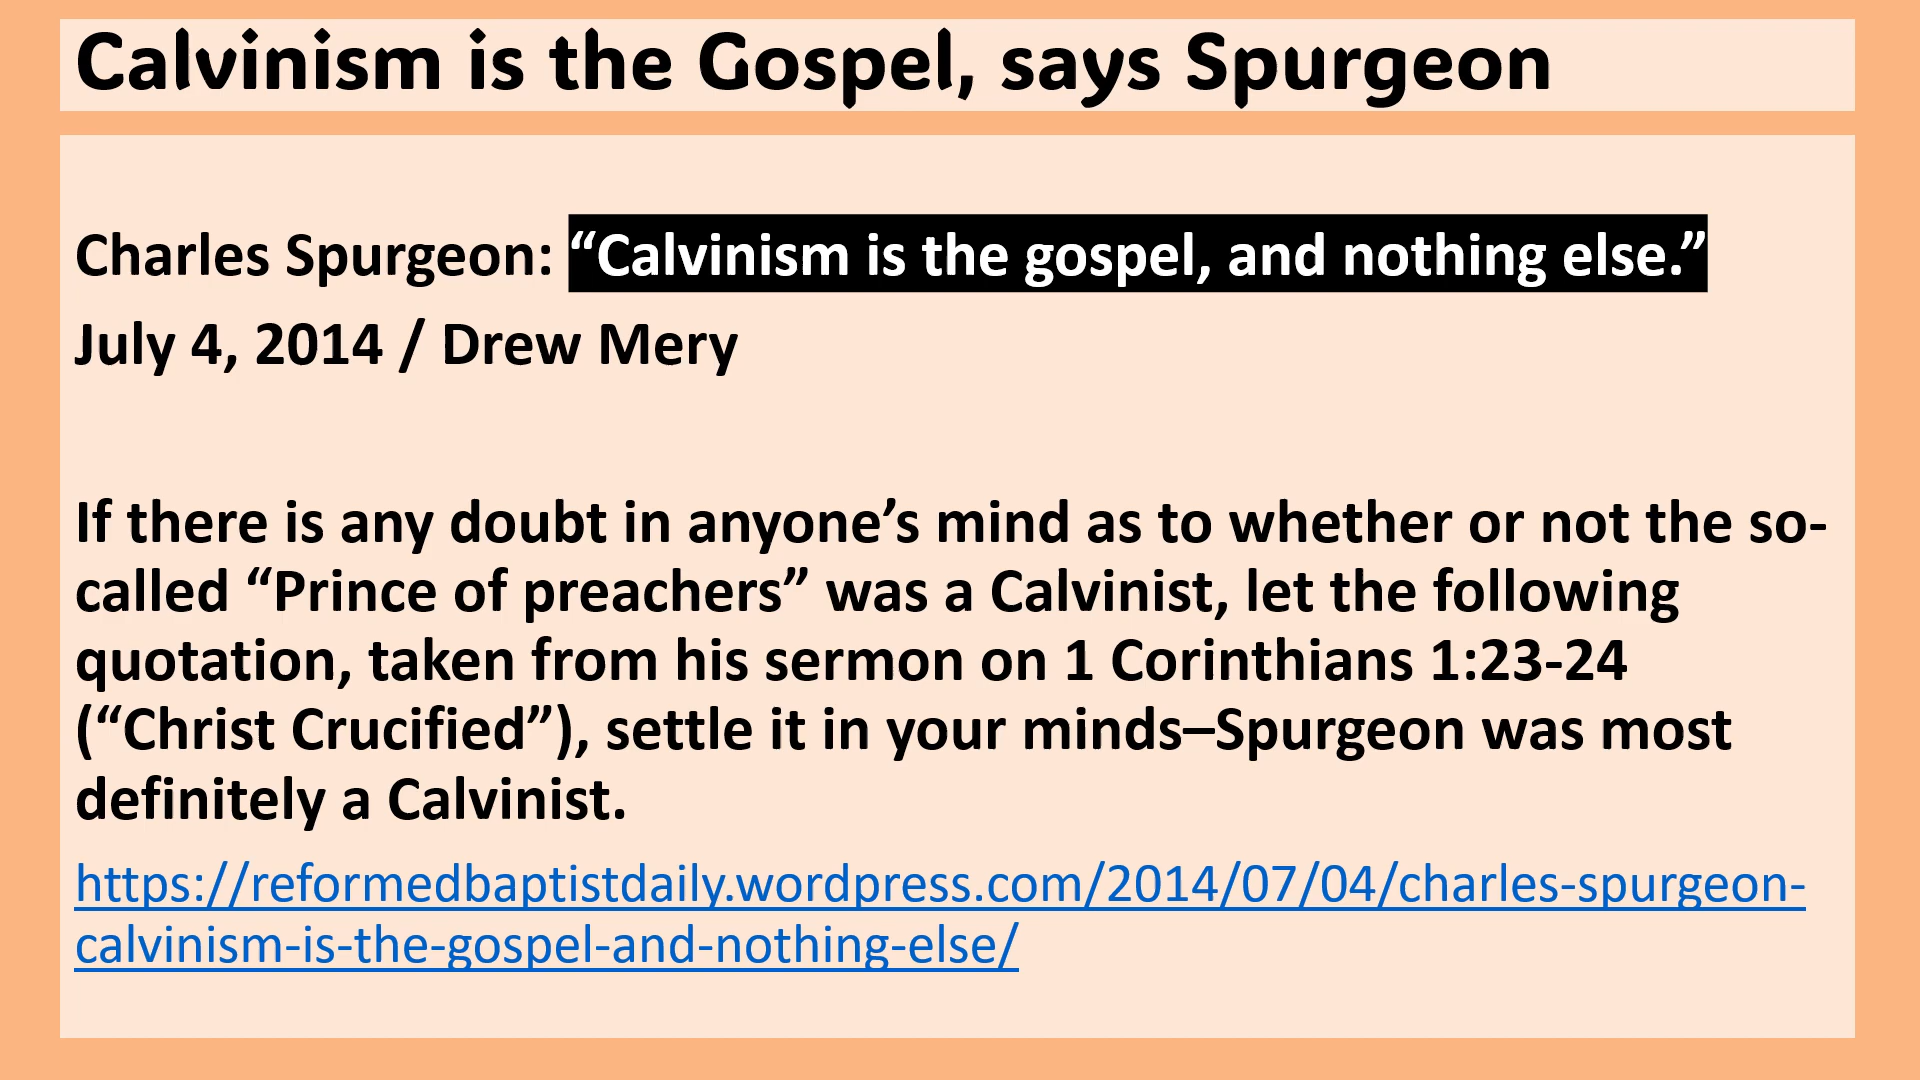 Calvinism is the Gospel, says Spurgeon
Charles Spurgeon: “Calvinism is the gospel, and nothing else.”
July 4, 2014 / Drew Mery
If there is any doubt in anyone’s mind as to whether or not the so-
called “Prince of preachers” was a Calvinist, let the following
quotation, taken from his sermon on 1 Corinthians 1:23-24
(“Christ Crucified”), settle it in your minds–Spurgeon was most
definitely a Calvinist.
https://reformedbaptistdaily.wordpress.com/2014/07/04/charles-spurgeon-
calvinism-is-the-gospel-and-nothing-else/